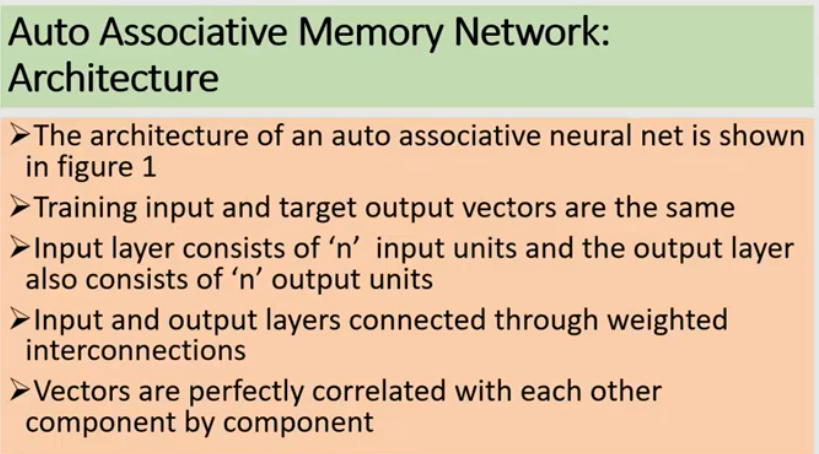 Auto Associative Memory Network:
Architecture
➢The architecture of an auto associative neural net is shown
in figure 1
➢Training input and target output vectors are the same
➢Input layer consists of ‘n’ input units and the output layer
also consists of ‘n’ output units
➢Input and output layers connected through weighted
interconnections
➢Vectors are perfectly correlated with each other
component by component